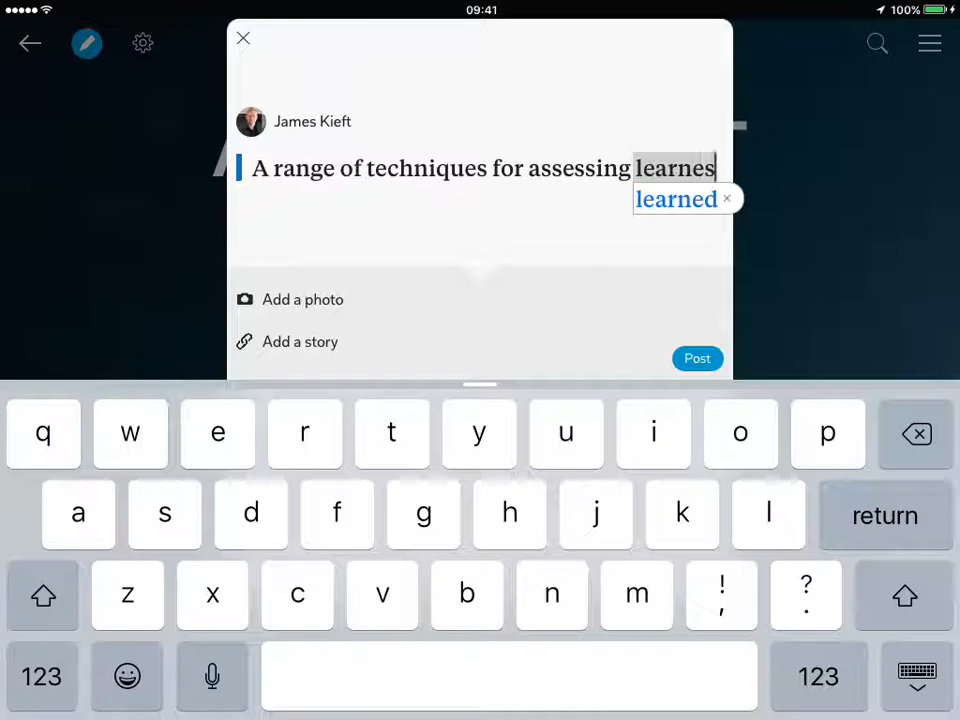 09:41
100%
James Kieft
A range of techniques for assessing learnes
learned
Add a photo
Add a story
Post
q w e r t y u i o p
a s d f g h j k l return
z x c v b n m ! , ? .
123 123